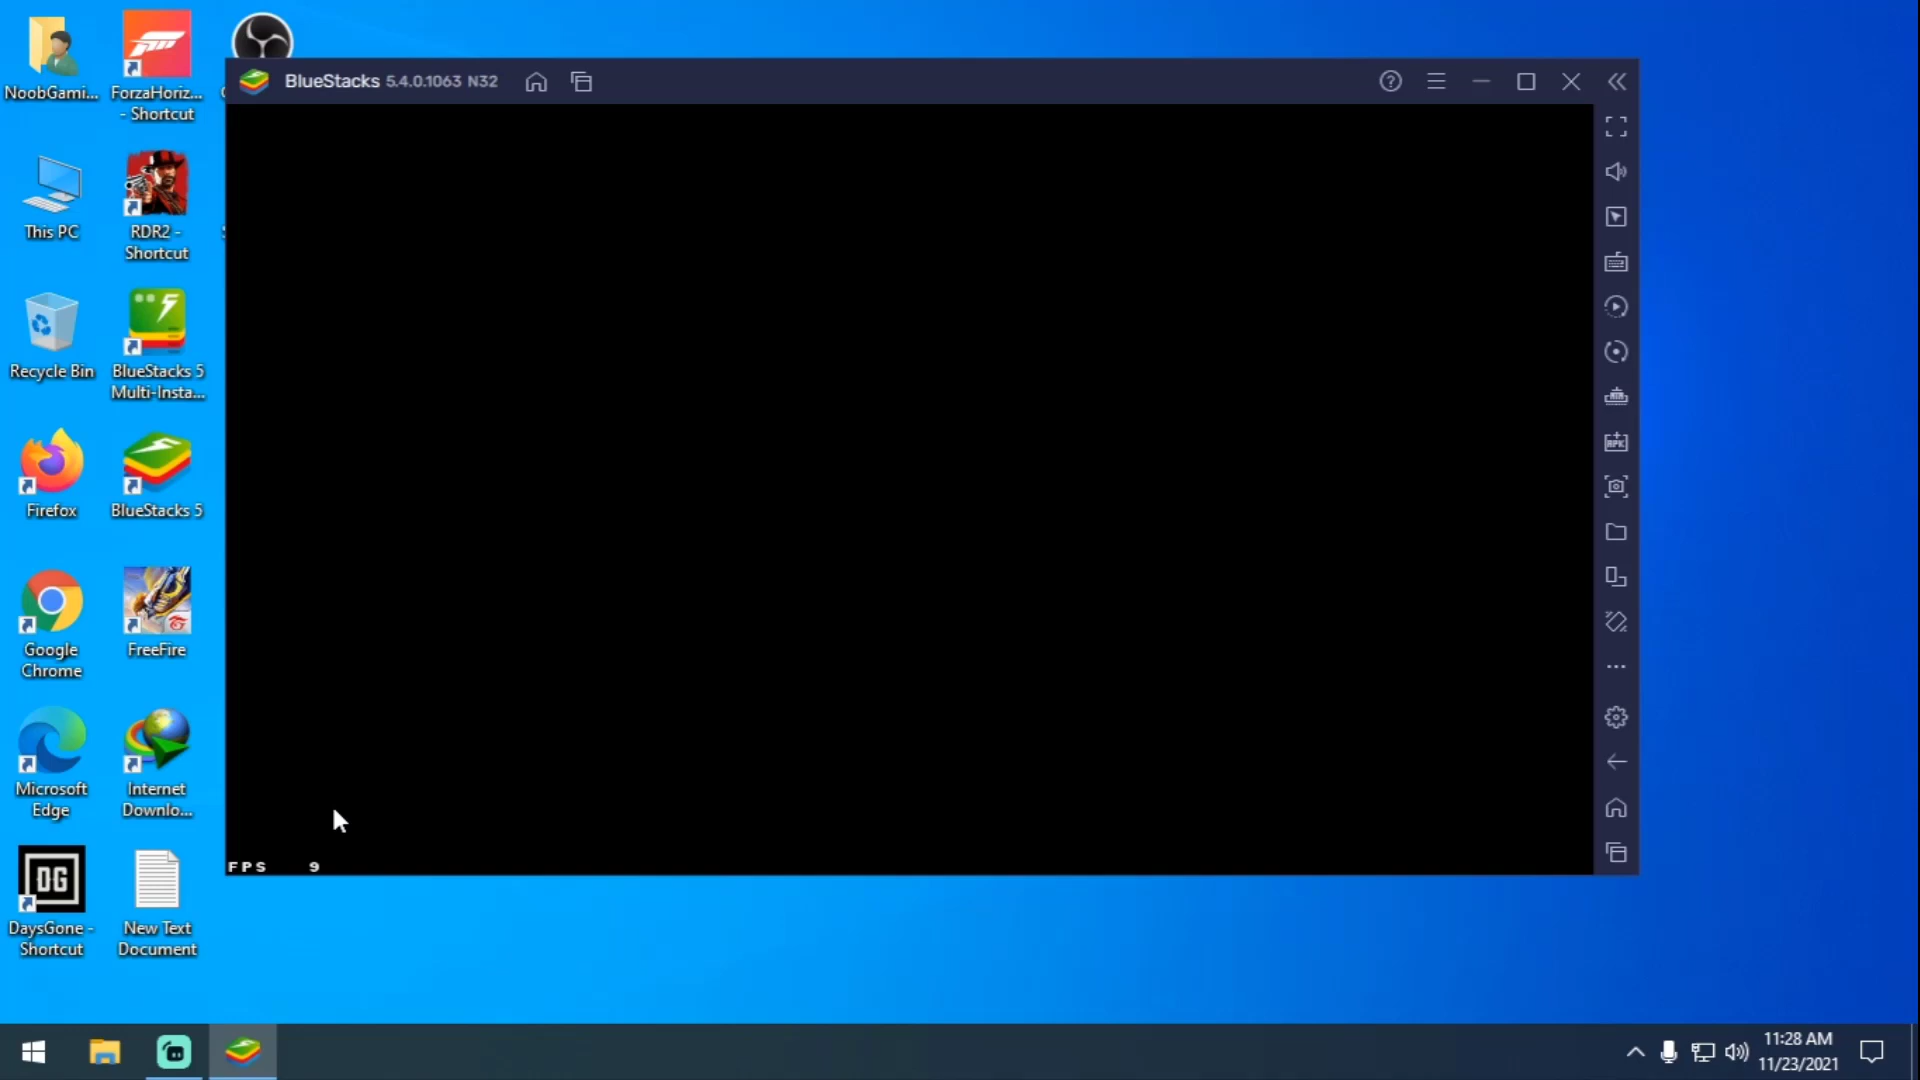 NoobGami...
ForzaHoriz...
- Shortcut
BlueStacks 5.4.0.1063 N32
This PC
RDR2 -
Shortcut
Recycle Bin
BlueStacks 5
Multi-Insta...
Firefox
BlueStacks 5
Google
Chrome
FreeFire
Microsoft
Edge
Internet
Downlo...
DG
DaysGone -
Shortcut
New Text
Document
APK
FPS 9
11:28 AM
11/23/2021